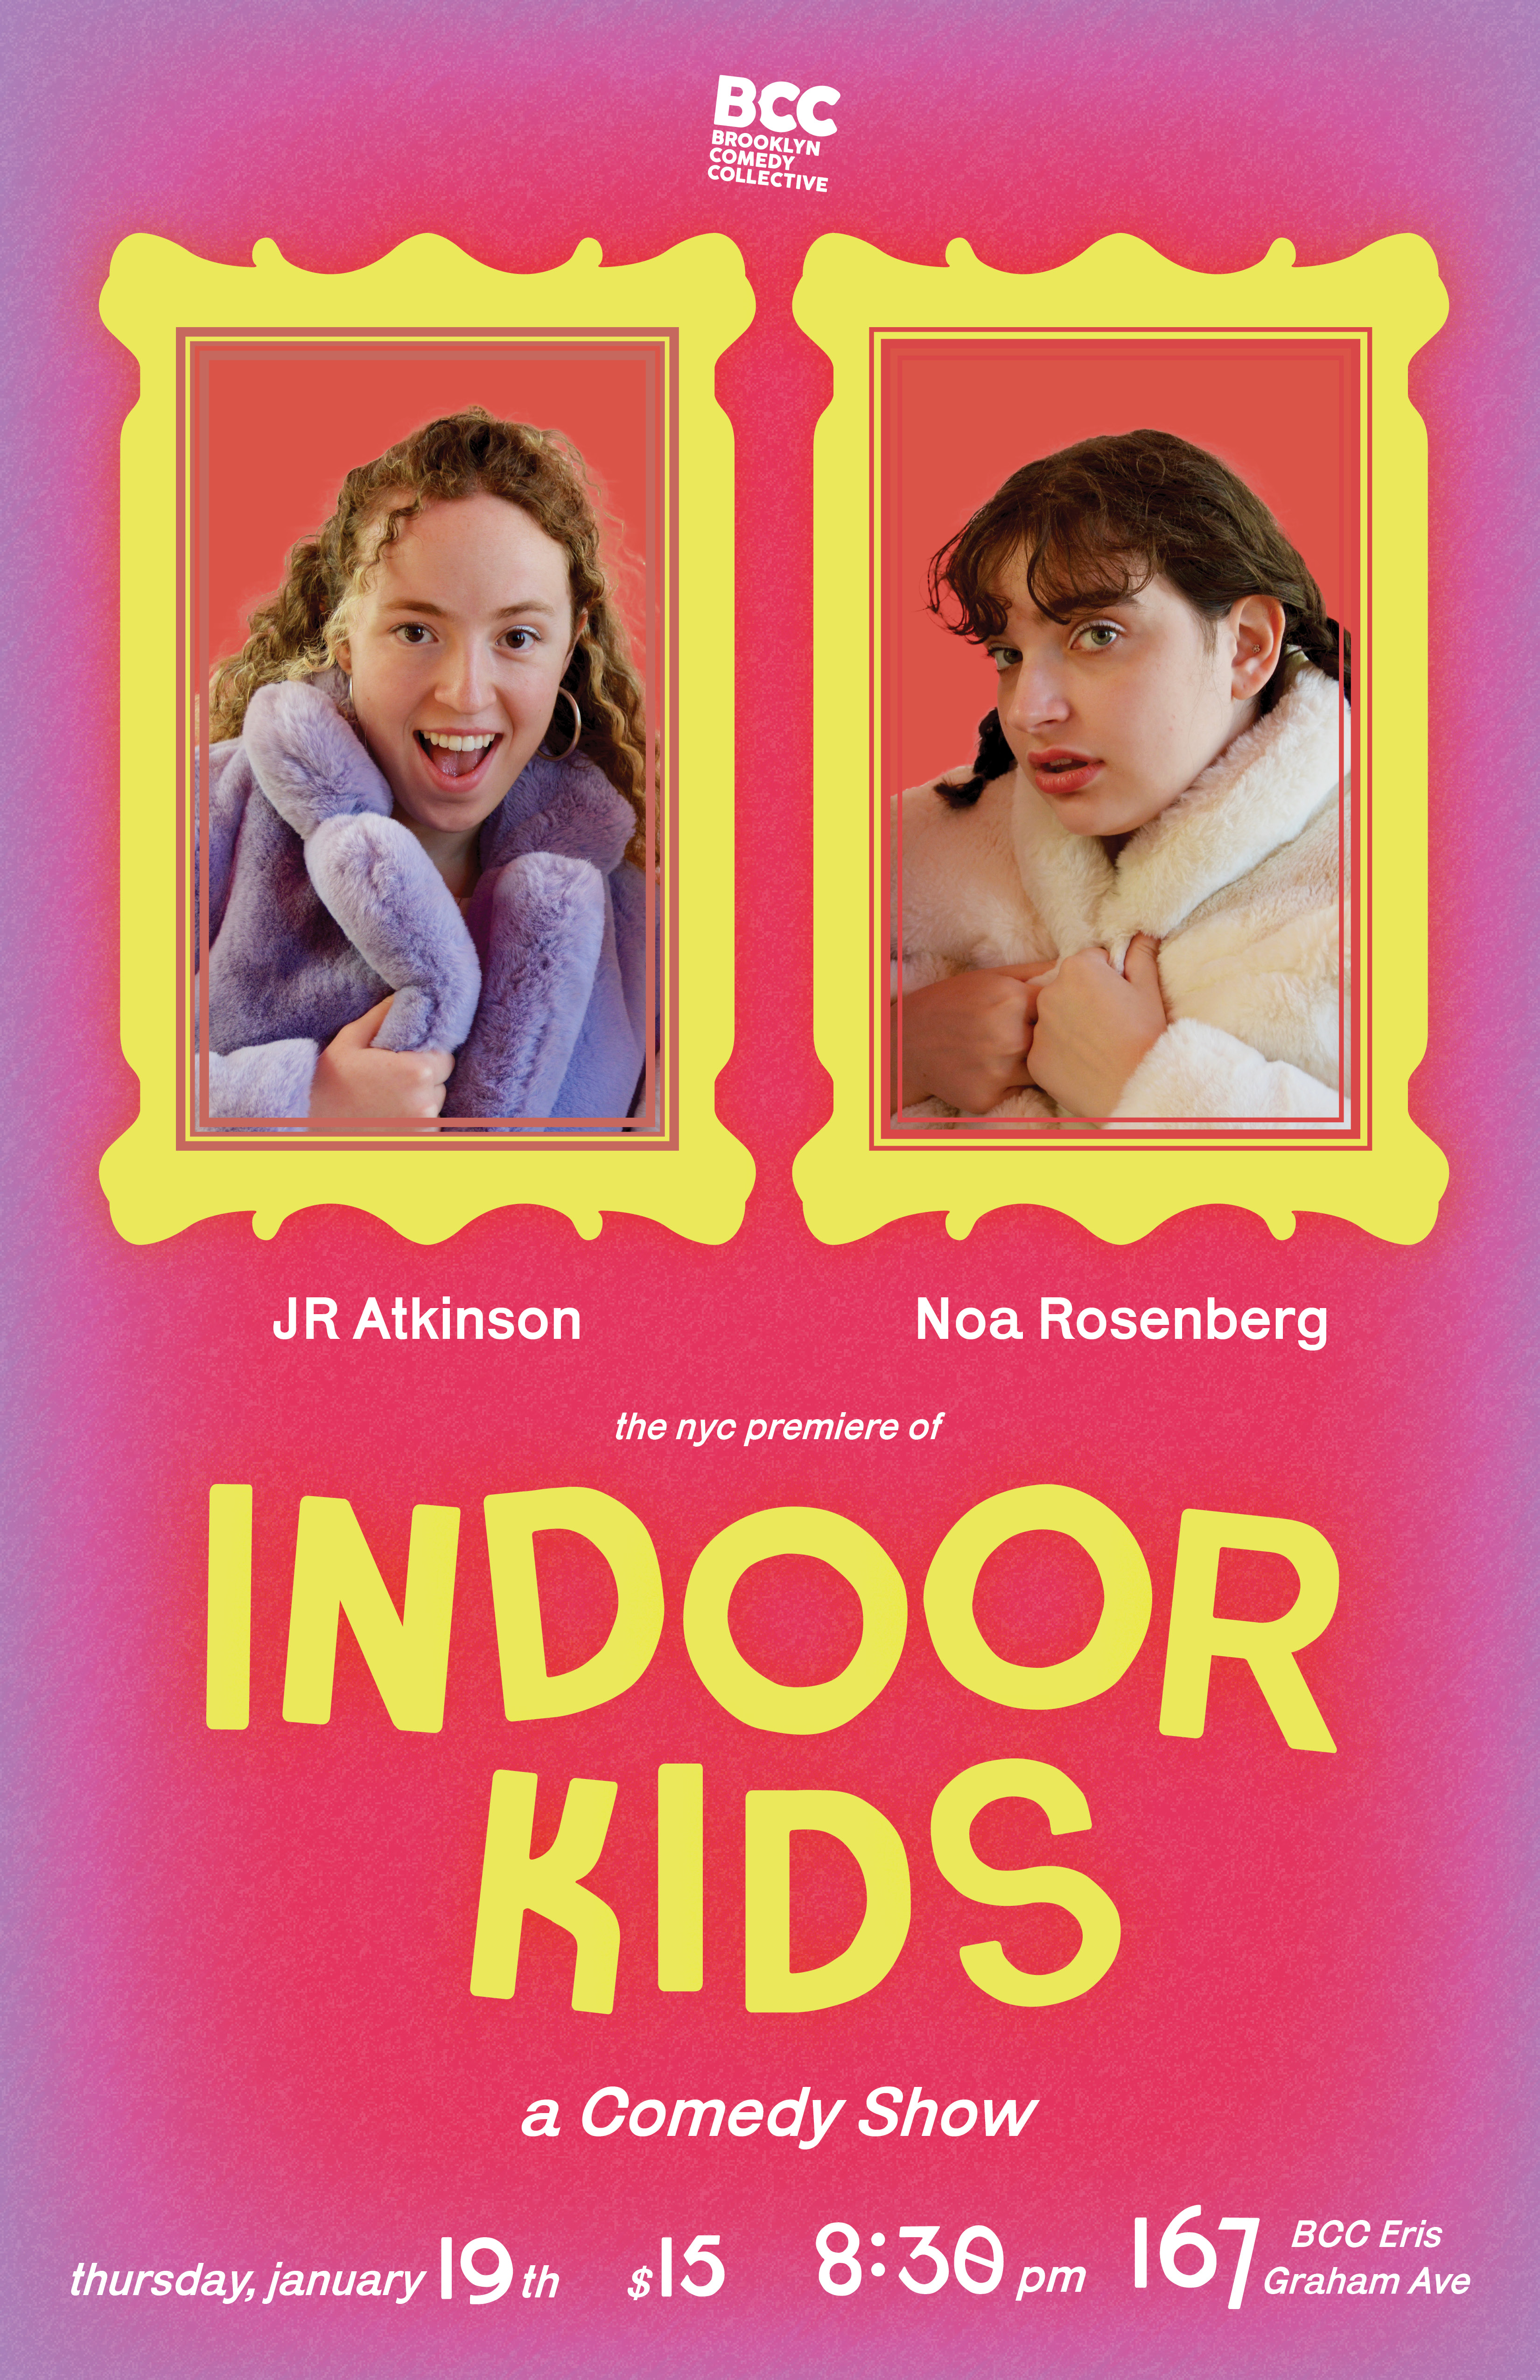 BCC
BROOKLYN
COMEDY
COLLECTIVE
JR Atkinson
Noa Rosenberg
the nyc premiere of
INDOOR
KIDS
a Comedy Show
thursday, january 19th
$15
8:30 pm
167 BCC Eris
Graham Ave